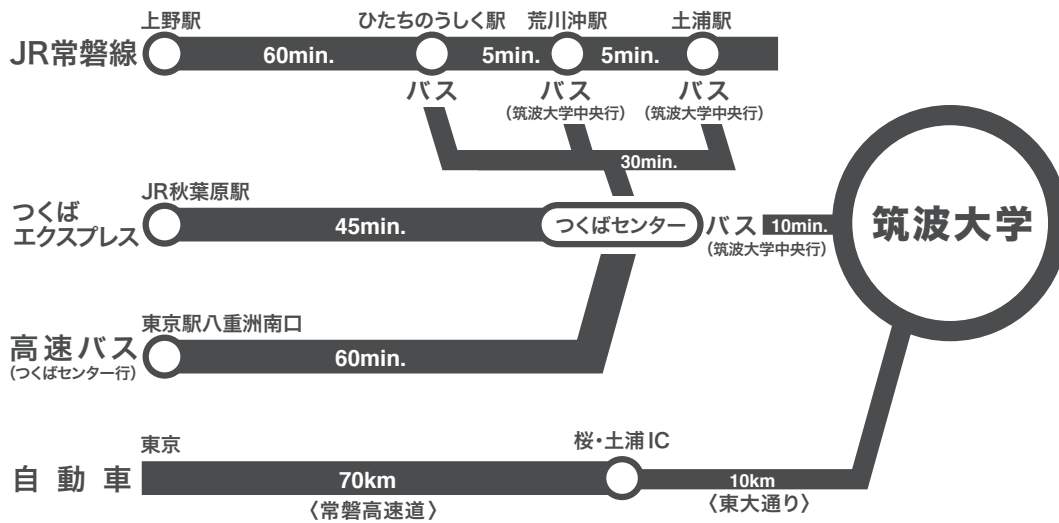 上野駅
ひたちのうしく駅
荒川沖駅
土浦駅
JR常磐線
60min.
5min.
5min.
バス
バス
バス
(筑波大学中央行)
(筑波大学中央行)
30min.
JR秋葉原駅
つくば
エクスプレス
45min.
つくばセンター
バス
10min.
(筑波大学中央行)
筑波大学
東京駅八重洲南口
高速バス
(つくばセンター行)
60min.
東京
桜・土浦IC
自動車
70km
10km
〈常磐高速道〉
〈東大通り〉